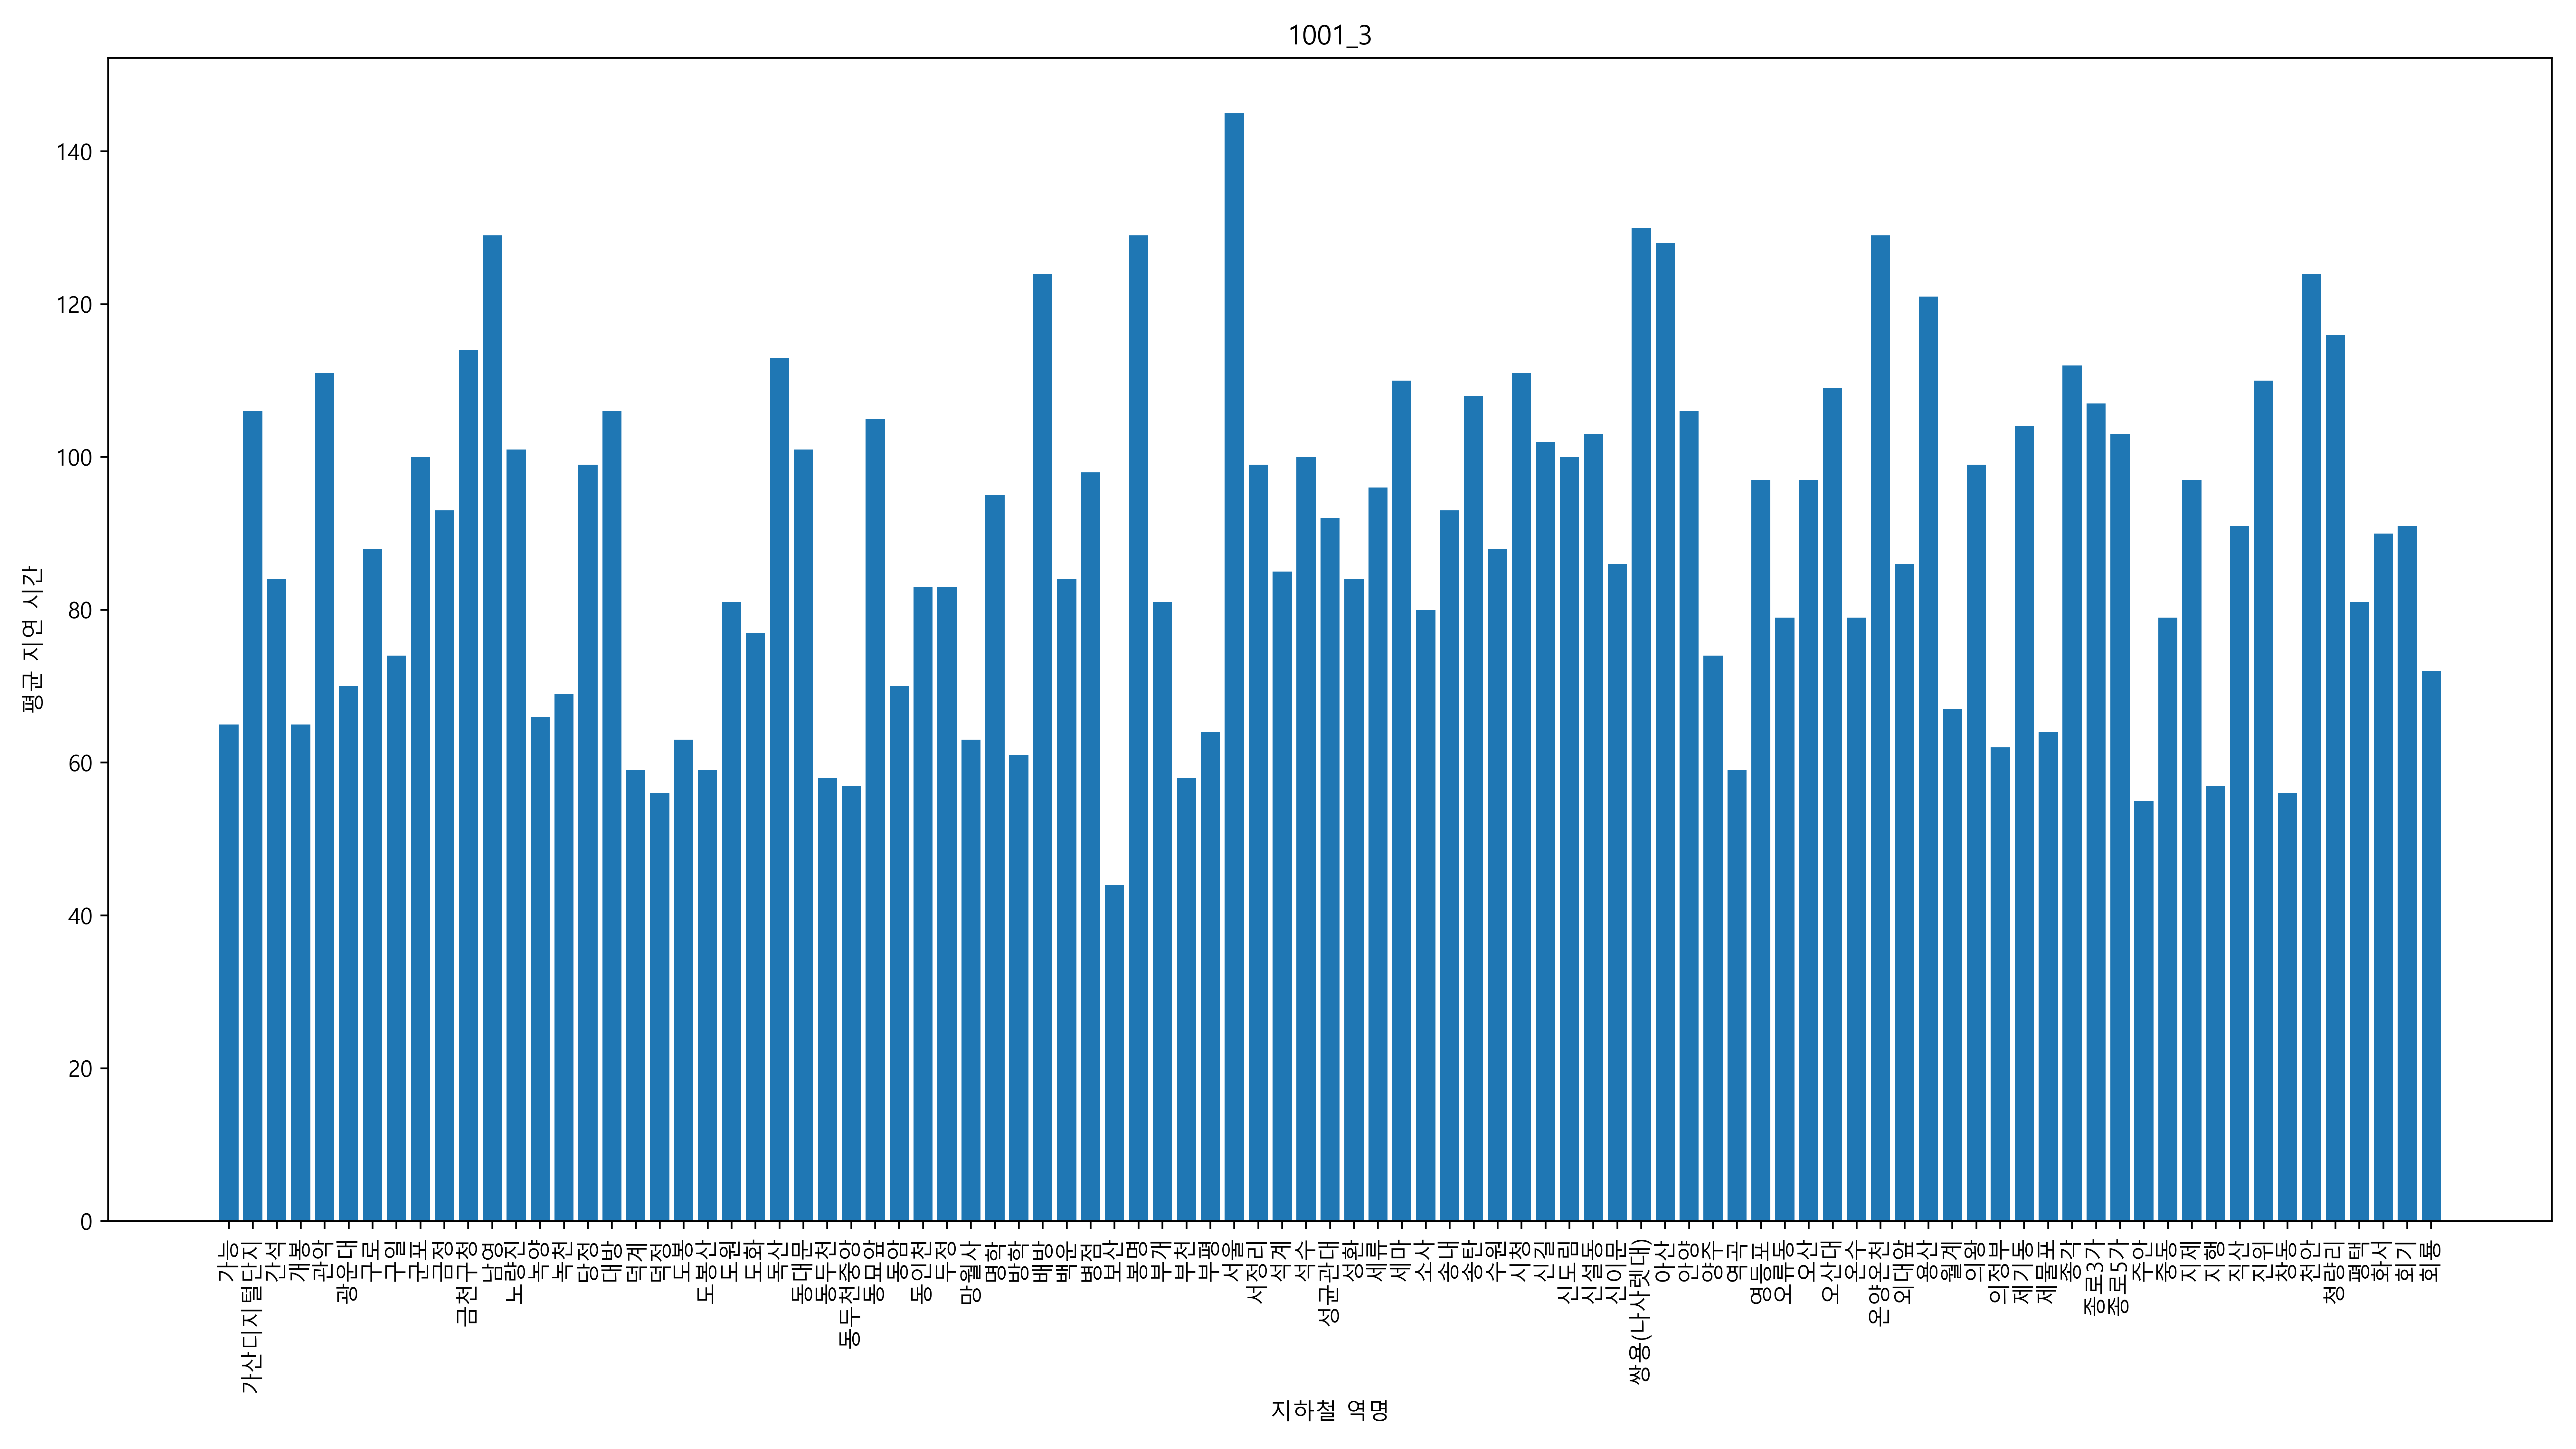 1001_3
평균 지연 시간
140
120
100
80
60
40
20
0
가능
가산디지털단지
간석
개봉
관악
광운대
구로
구일
군포
금정
금천구청
남영
노량진
녹양
녹천
당정
대방
덕계
덕정
도봉
도봉산
도원
도화
독산
동대문
동두천
동두천중앙
동묘앞
동암
동인천
두정
망월사
명학
방학
배방
백운
병점
보산
봉명
부개
부천
부평
서울
서정리
석계
석수
성균관대
성환
세류
세마
소사
송내
송탄
수원
시청
신길
신도림
신설동
신이문
쌍용(나사렛대)
아산
안양
양주
역곡
영등포
오류동
오산
오산대
온수
온양온천
외대앞
용산
월계
의왕
의정부
제기동
제물포
종각
종로3가
종로5가
주안
중동
지제
지행
직산
진위
창동
천안
청량리
평택
화서
회기
회룡
지하철 역명